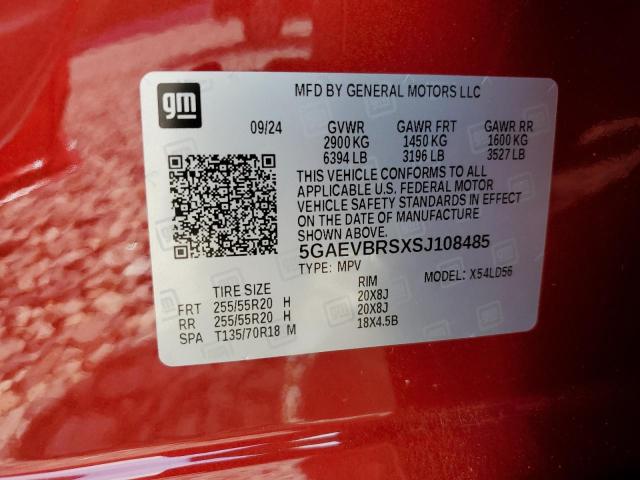 gm
MFD BY GENERAL MOTORS LLC
09/24 GVWR GAWR FRT GAWR RR
2900 KG 1450 KG 1600 KG
6394 LB 3196 LB 3527 LB
THIS VEHICLE CONFORMS TO ALL
APPLICABLE U.S. FEDERAL MOTOR
VEHICLE SAFETY STANDARDS IN EFFECT
ON THE DATE OF MANUFACTURE
SHOWN ABOVE.
5GAEVBRSXSJ108485
TYPE: MPV MODEL: X54LD56
TIRE SIZE RIM
FRT 255/55R20 H 20X8J
RR 255/55R20 H 20X8J
SPA T135/70R18 M 18X4.5B